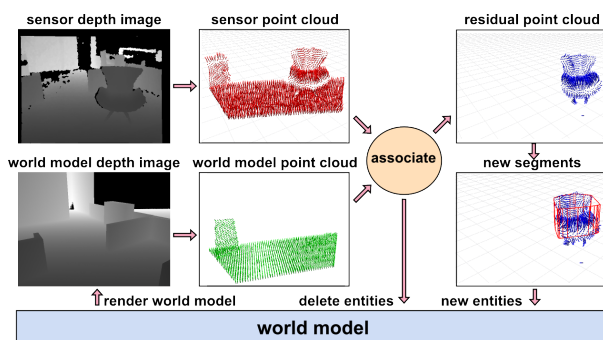 sensor depth image
sensor point cloud
residual point cloud
world model depth image
world model point cloud
associate
new segments
render world model
delete entities
new entities
world model